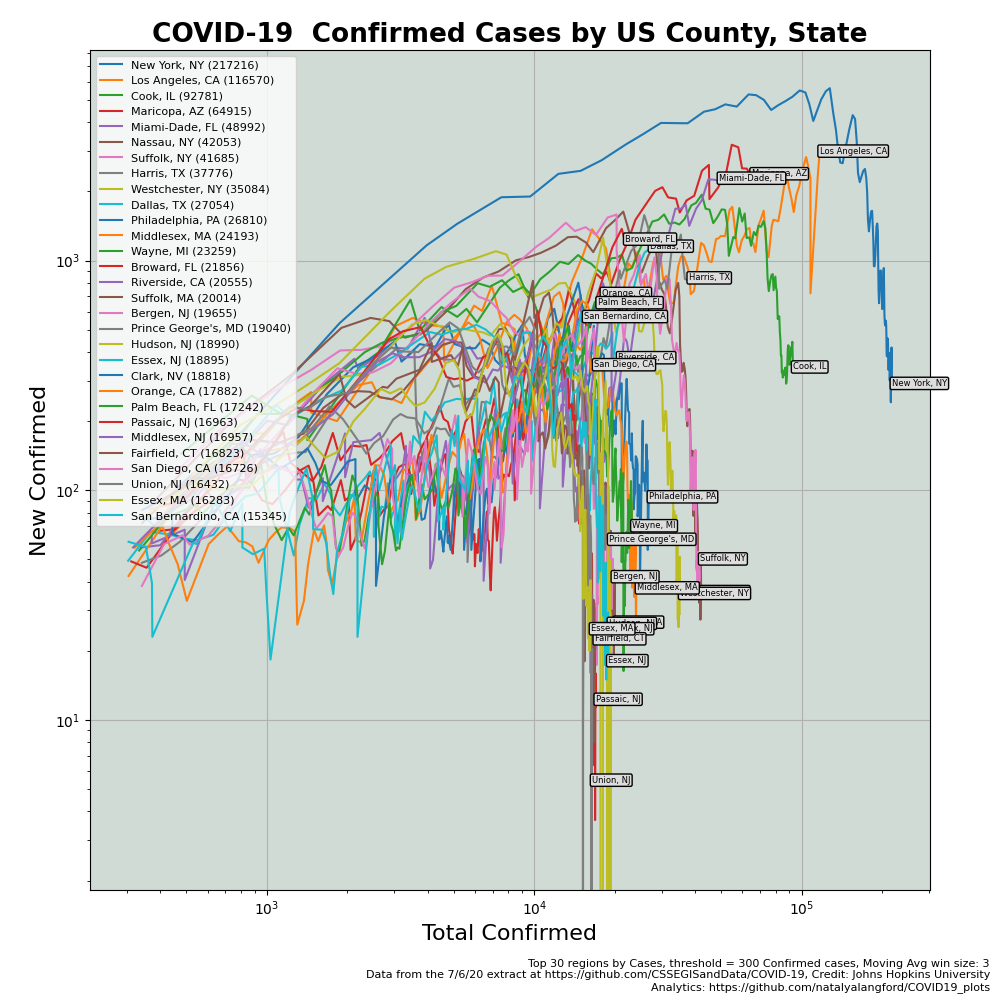 COVID-19  Confirmed Cases by US County, State
New York, NY (217216)
Los Angeles, CA (116570)
Cook, IL (92781)
Maricopa, AZ (64915)
Miami-Dade, FL (48992)
Nassau, NY (42053)
Suffolk, NY (41685)
Harris, TX (37776)
Westchester, NY (35084)
Dallas, TX (27054)
Philadelphia, PA (26810)
Middlesex, MA (24193)
Wayne, MI (23259)
Broward, FL (21856)
Riverside, CA (20555)
Suffolk, MA (20014)
Bergen, NJ (19655)
Prince George's, MD (19040)
Hudson, NJ (18990)
Essex, NJ (18895)
Clark, NV (18818)
Orange, CA (17882)
Palm Beach, FL (17242)
Passaic, NJ (16963)
Middlesex, NJ (16957)
Fairfield, CT (16823)
San Diego, CA (16726)
Union, NJ (16432)
Essex, MA (16283)
San Bernardino, CA (15345)
Los Angeles, CA
AZ
Miami-Dade, FL
Broward, FL
Dallas, TX
Harris, TX
Orange, CA
Palm Beach, FL
San Bernardino, CA
Riverside, CA
San Diego, CA
Cook, IL
New York, NY
Philadelphia, PA
Wayne, MI
Prince George's, MD
Suffolk, NY
Bergen, NJ
Middlesex, MA
Westchester, NY
Essex, MA
NJ
Fairfield, CT
Essex, NJ
Passaic, NJ
Union, NJ
10³
10²
10¹
New Confirmed
10³
10⁴
10⁵
Total Confirmed
Top 30 regions by Cases, threshold = 300 Confirmed cases, Moving Avg win size: 3
Data from the 7/6/20 extract at https://github.com/CSSEGISandData/COVID-19, Credit: Johns Hopkins University
Analytics: https://github.com/natalyalangford/COVID19_plots